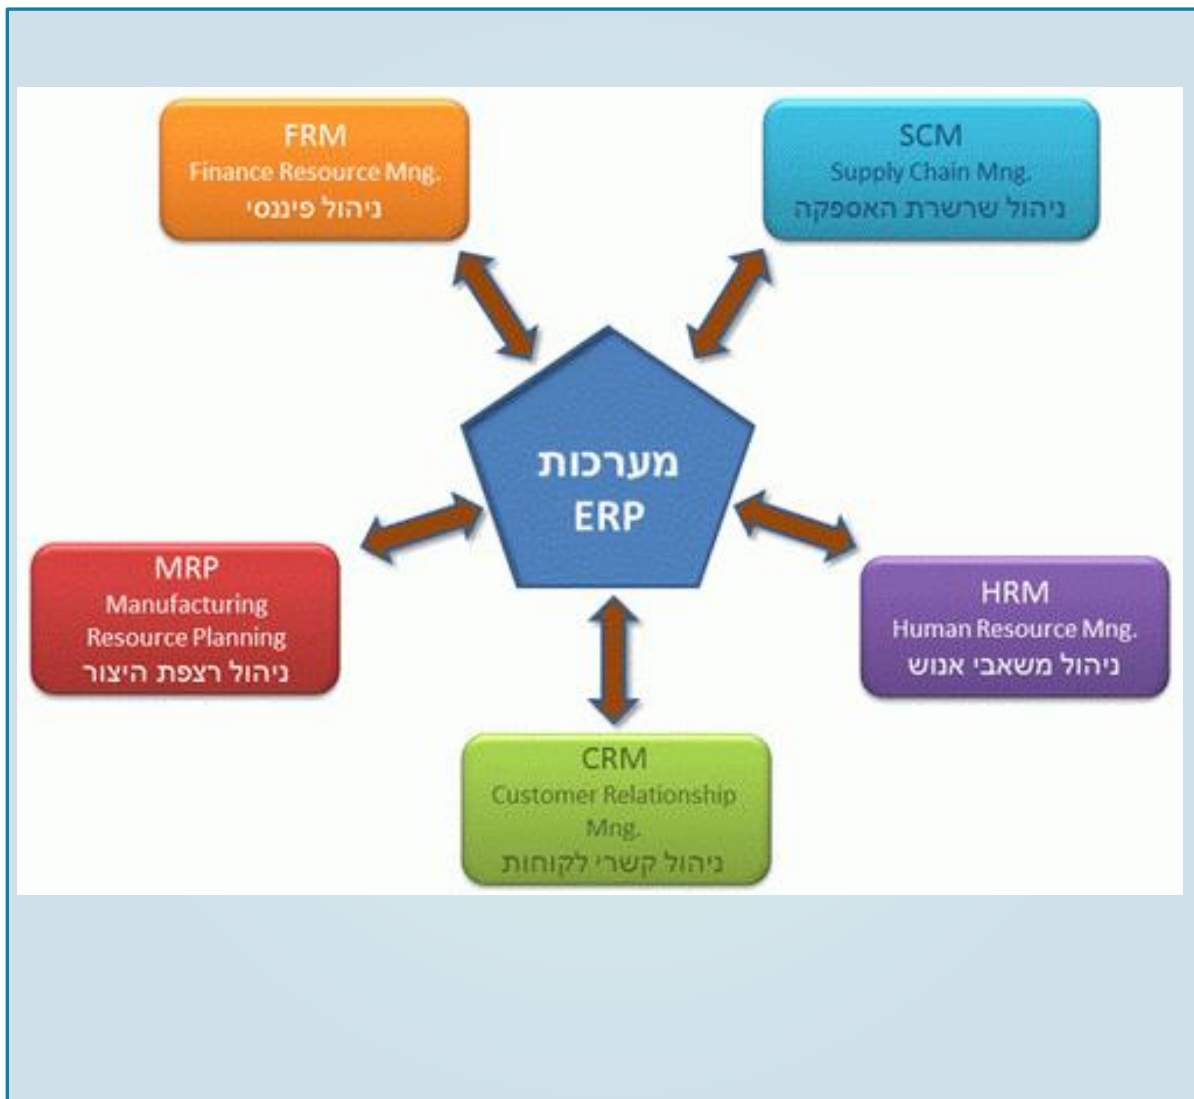 FRM
Finance Resource Mng.
ניהול פיננסי
SCM
Supply Chain Mng.
ניהול שרשרת האספקה
מערכות
ERP
MRP
Manufacturing
Resource Planning
ניהול רצפת היצור
HRM
Human Resource Mng.
ניהול משאבי אנוש
CRM
Customer Relationship
Mng.
ניהול קשרי לקוחות